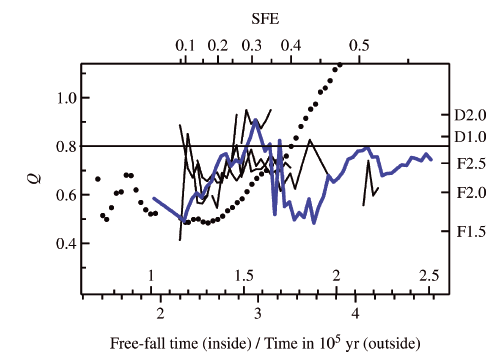 SFE
0.1 0.2 0.3 0.4 0.5
1.0
0.8
0.6
0.4
Q
D2.0
D1.0
F2.5
F2.0
F1.5
1 1.5 2 2.5
2 3 4
Free-fall time (inside) / Time in 10⁵ yr (outside)